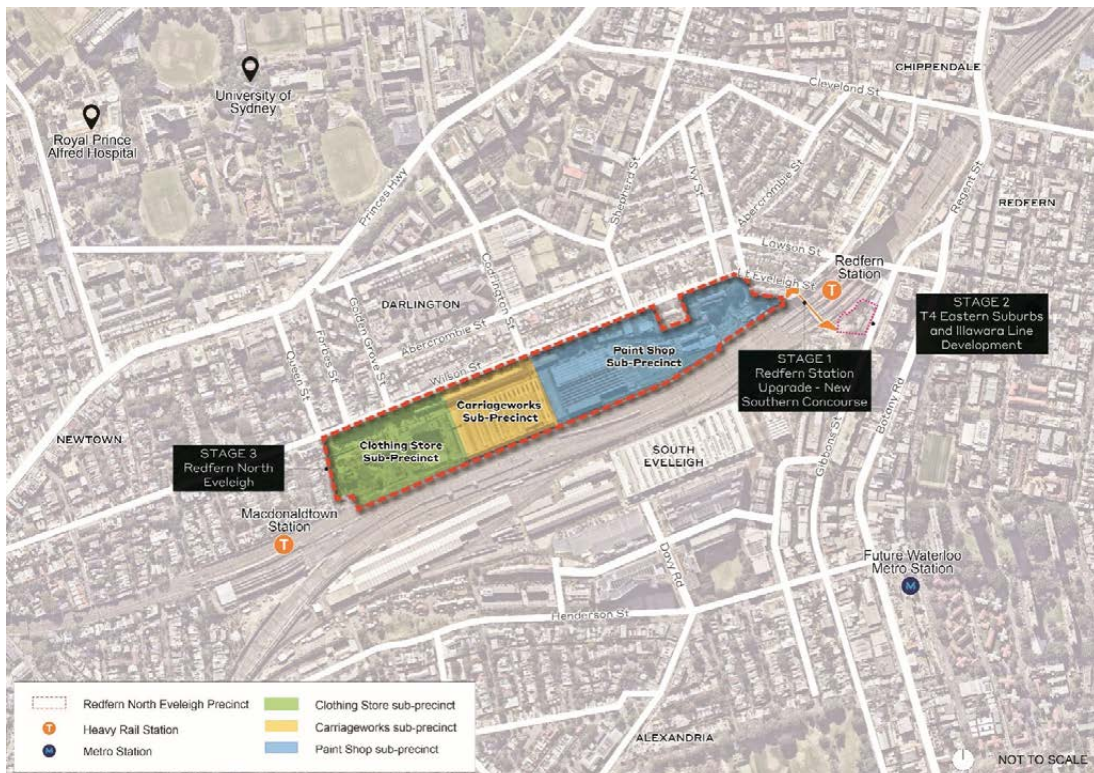 CHIPPENDALE
Cleveland St
University of
Sydney
Royal Prince
Alfred Hospital
Princes Hwy
Shepherd St
Ivy St
Abercrombie St
Regent St
REDFERN
Lawson St
Redfern
Station
T
Lt Eveleigh St
Codrington St
DARLINGTON
Golden Grove St
Forbes St
Queen St
Abercrombie St
Wilson St
STAGE 2
T4 Eastern Suburbs
and Illawara Line
Development
STAGE 1
Redfern Station
Upgrade - New
Southern Concourse
Paint Shop
Sub-Precinct
Carriageworks
Sub-Precinct
Clothing Store
Sub-Precinct
NEWTOWN
STAGE 3
Redfern North
Eveleigh
SOUTH
EVELEIGH
Gibbons St
Botany Rd
Macdonaldtown
Station
T
Davy Rd
Future Waterloo
Metro Station
M
Henderson St
ALEXANDRIA
Redfern North Eveleigh Precinct
T Heavy Rail Station
M Metro Station
Clothing Store sub-precinct
Carriageworks sub-precinct
Paint Shop sub-precinct
NOT TO SCALE